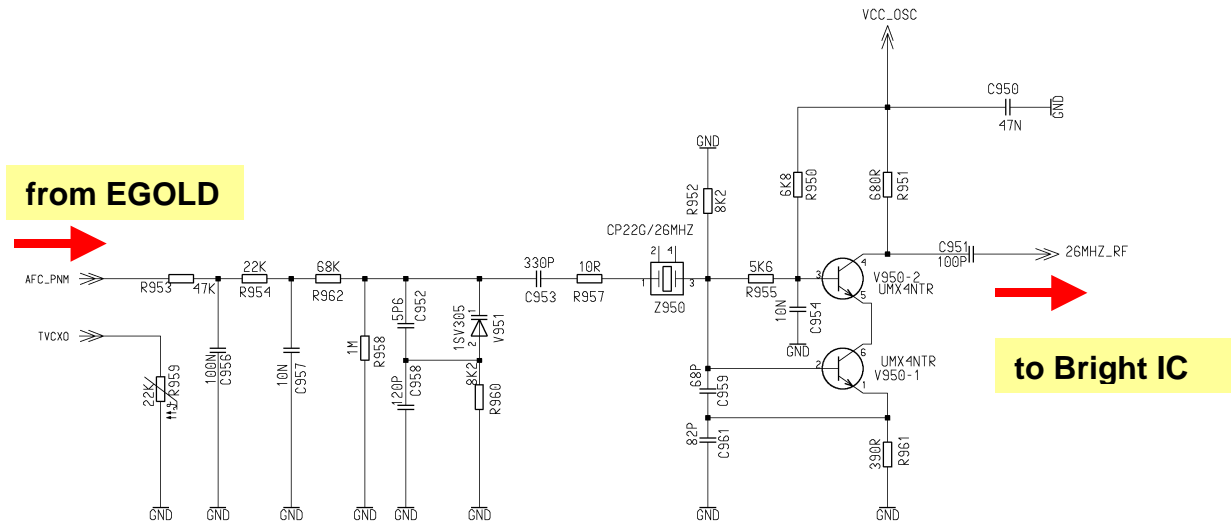 VCC_OSC
C950
47N
GND
GND
from EGOLD
R952
8K2
6K8
R950
680R
R951
CP22G/26MHZ
2 4
1 3
Z950
AFC_PNM
R953
47K
22K
R954
68K
R962
330P
C953
10R
R957
5K6
R955
3
4
5
V950-2
UMX4NTR
C951
100P
26MHZ_RF
TVCXO
22K
R959
100N
C956
10N
C957
1M
R958
5P6
C952
120P
C958
1SV305
V951
1
2
8K2
R960
10N
C954
GND
2
6
1
UMX4NTR
V950-1
to Bright IC
68P
C959
82P
C961
390R
R961
GND GND GND GND GND GND GND GND